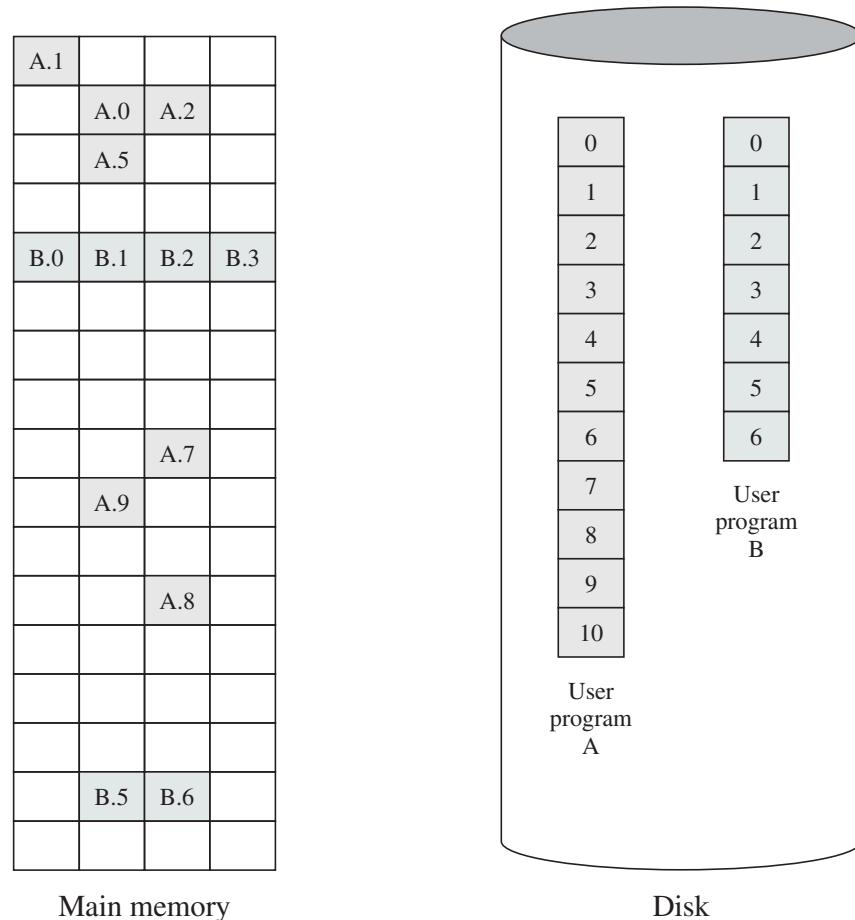 A.1
A.0 A.2
A.5
B.0 B.1 B.2 B.3
A.7
A.9
A.8
B.5 B.6
Main memory
0
1
2
3
4
5
6
7
8
9
10
User
program
A
0
1
2
3
4
5
6
User
program
B
Disk